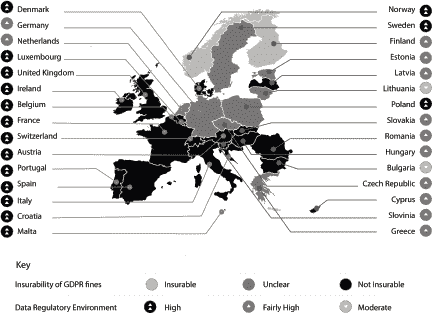 Denmark
Germany
Netherlands
Luxembourg
United Kingdom
Ireland
Belgium
France
Switzerland
Austria
Portugal
Spain
Italy
Croatia
Malta
Norway
Sweden
Finland
Estonia
Latvia
Lithuania
Poland
Slovakia
Romania
Hungary
Bulgaria
Czech Republic
Cyprus
Slovinia
Greece
Key
Insurability of GDPR fines Insurable Unclear Not Insurable
Data Regulatory Environment High Fairly High Moderate